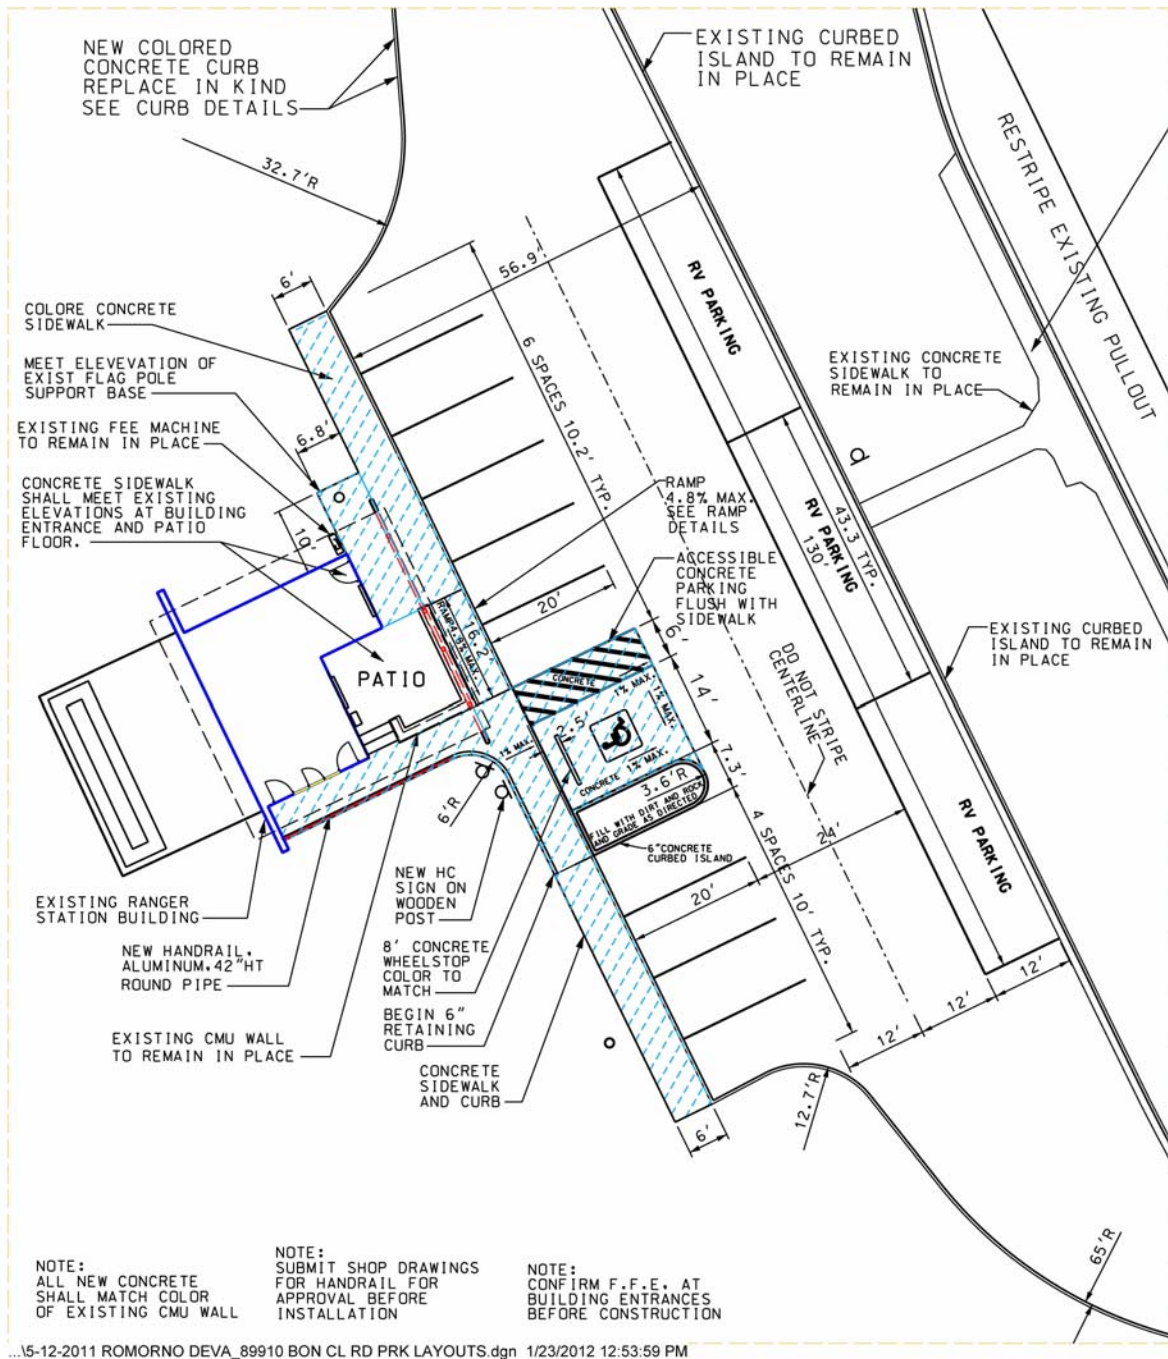 NEW COLORED
CONCRETE CURB
REPLACE IN KIND
SEE CURB DETAILS
EXISTING CURBED
ISLAND TO REMAIN
IN PLACE
RESTRIPE EXISTING PULLOUT
32.7'R
6'
56.9'
RV PARKING
COLORE CONCRETE
SIDEWALK
MEET ELEVEVATION OF
EXIST FLAG POLE
SUPPORT BASE
EXISTING FEE MACHINE
TO REMAIN IN PLACE
CONCRETE SIDEWALK
SHALL MEET EXISTING
ELEVATIONS AT BUILDING
ENTRANCE AND PATIO
FLOOR.
6.8'
10'
6 SPACES 10.2' TYP.
EXISTING CONCRETE
SIDEWALK TO
REMAIN IN PLACE
RAMP
4.8% MAX.
SEE RAMP
DETAILS
RV PARKING
43.3 TYP.
130'
ACCESSIBLE
CONCRETE
PARKING
FLUSH WITH
SIDEWALK
20'
RAMP4.8% MAX.
16.2'
PATIO
6'
14'
7.3'
CONCRETE
1% MAX.
1% MAX.
2.5'
1% MAX.
CONCRETE 1% MAX.
DO NOT STRIPE
CENTERLINE
EXISTING CURBED
ISLAND TO REMAIN
IN PLACE
3.6'R
FILL WITH DIRT AND ROCK
AND GRADE AS DIRECTED
6"CONCRETE
CURBED ISLAND
6'R
24'
20'
4 SPACES 10' TYP.
RV PARKING
EXISTING RANGER
STATION BUILDING
NEW HANDRAIL.
ALUMINUM.42"HT
ROUND PIPE
EXISTING CMU WALL
TO REMAIN IN PLACE
NEW HC
SIGN ON
WOODEN
POST
8' CONCRETE
WHEELSTOP
COLOR TO
MATCH
BEGIN 6"
RETAINING
CURB
CONCRETE
SIDEWALK
AND CURB
12'
12'
12'
6'
12.7'R
65'R
NOTE:
ALL NEW CONCRETE
SHALL MATCH COLOR
OF EXISTING CMU WALL
NOTE:
SUBMIT SHOP DRAWINGS
FOR HANDRAIL FOR
APPROVAL BEFORE
INSTALLATION
NOTE:
CONFIRM F.F.E. AT
BUILDING ENTRANCES
BEFORE CONSTRUCTION
...\5-12-2011 ROMORNO DEVA_89910 BON CL RD PRK LAYOUTS.dgn 1/23/2012 12:53:59 PM